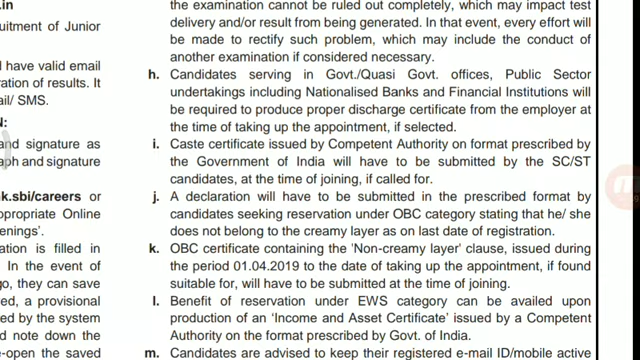 .in
uitment of Junior
l have valid email
ration of results. It
ail/ SMS.
N:
and signature as
aph and signature
nk.sbi/careers or
ppropriate Online
enings'.
ation is filled in
. In the event of
go, they can save
ed, a provisional
ed by the system
d note down the
e-open the saved
the examination cannot be ruled out completely, which may impact test
delivery and/or result from being generated. In that event, every effort will
be made to rectify such problem, which may include the conduct of
another examination if considered necessary.
h. Candidates serving in Govt./Quasi Govt. offices, Public Sector
undertakings including Nationalised Banks and Financial Institutions will
be required to produce proper discharge certificate from the employer at
the time of taking up the appointment, if selected.
i. Caste certificate issued by Competent Authority on format prescribed by
the Government of India will have to be submitted by the SC/ST
candidates, at the time of joining, if called for.
j. A declaration will have to be submitted in the prescribed format by
candidates seeking reservation under OBC category stating that he/ she
does not belong to the creamy layer as on last date of registration.
k. OBC certificate containing the 'Non-creamy layer' clause, issued during
the period 01.04.2019 to the date of taking up the appointment, if found
suitable for, will have to be submitted at the time of joining.
l. Benefit of reservation under EWS category can be availed upon
production of an 'Income and Asset Certificate' issued by a Competent
Authority on the format prescribed by Govt. of India.
m. Candidates are advised to keep their registered e-mail ID/mobile active